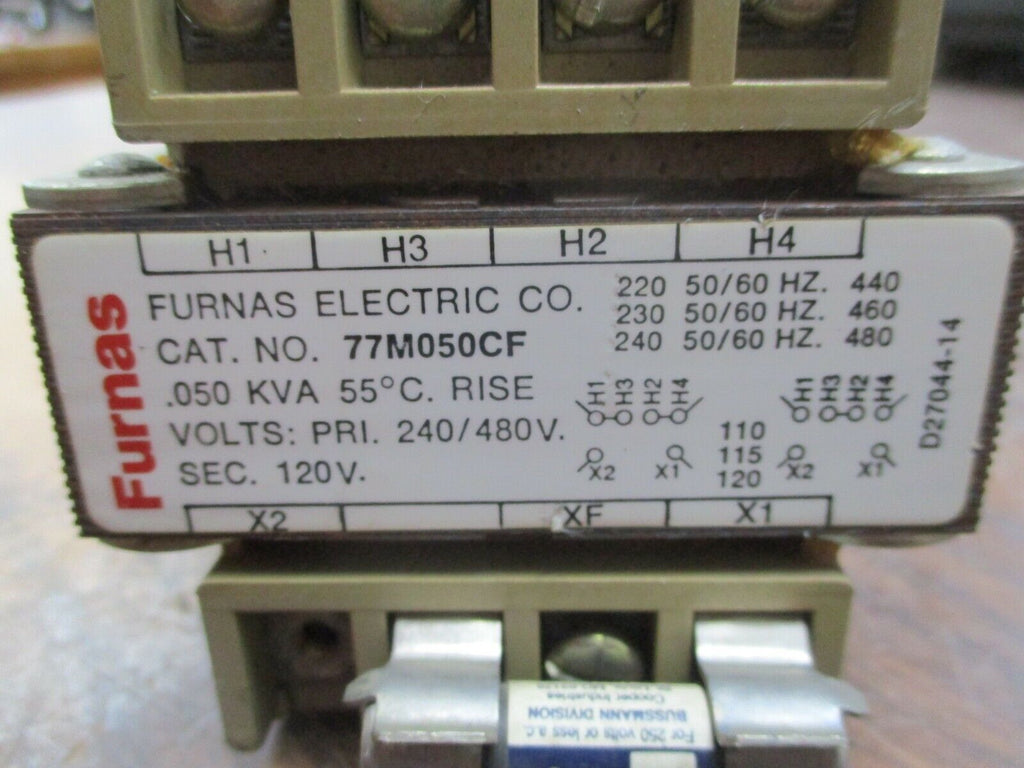 H1 H3 H2 H4
Furnas
FURNAS ELECTRIC CO.
CAT. NO. 77M050CF
.050 KVA 55°C. RISE
VOLTS: PRI. 240/480V.
SEC. 120V.
220 50/60 HZ. 440
230 50/60 HZ. 460
240 50/60 HZ. 480
H1 H3 H2 H4
H1 H3 H2 H4
110
115
120
X2 X1
X2 X1
D27044-14
X2 XF X1
For 250 volts or less a.c.
BUSSMANN DIVISION
Cooper Industries